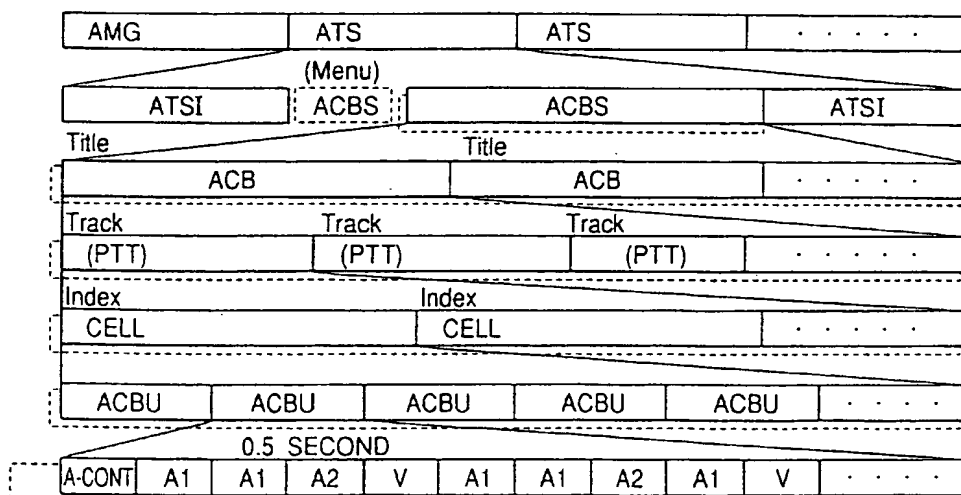 AMG ATS ATS . . . . .
(Menu)
ATSI ACBS ACBS ATSI
Title Title
ACB ACB . . . . .
Track Track Track
(PTT) (PTT) (PTT) . . . . .
Index Index
CELL CELL . . . . .
ACBU ACBU ACBU ACBU ACBU . . . .
0.5 SECOND
A-CONT A1 A1 A2 V A1 A1 A2 A1 V . . . .